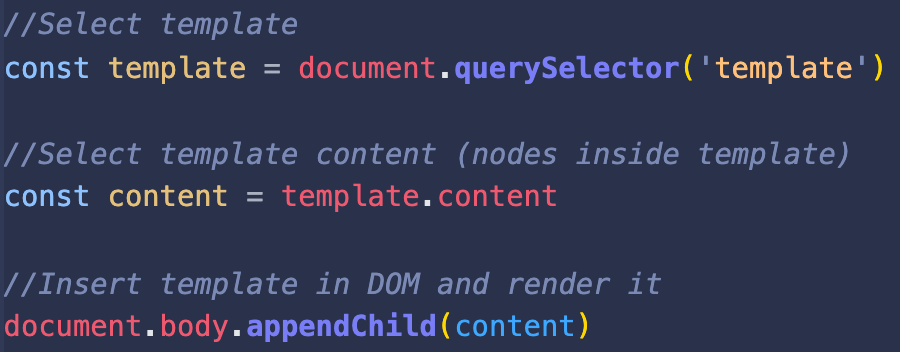 //Select template
const template = document.querySelector('template')
//Select template content (nodes inside template)
const content = template.content
//Insert template in DOM and render it
document.body.appendChild(content)